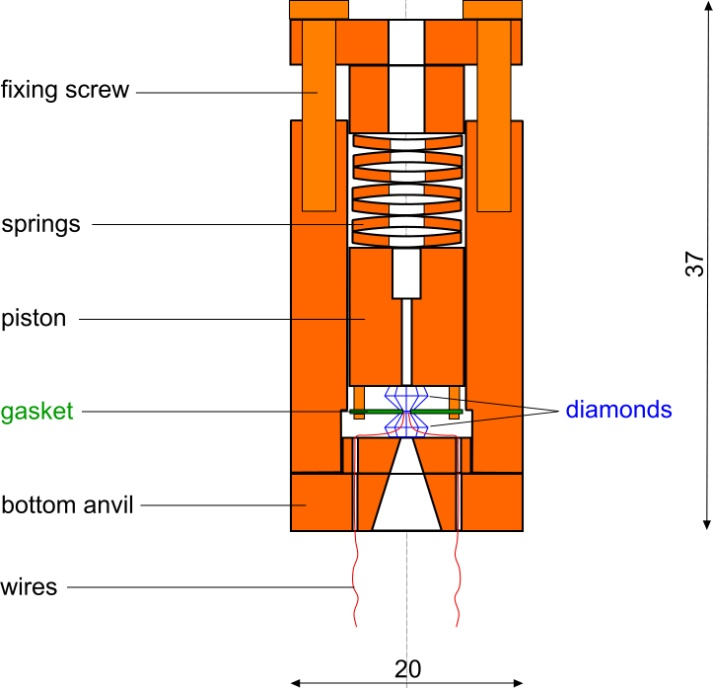 fixing screw
springs
piston
gasket
diamonds
bottom anvil
wires
37
20